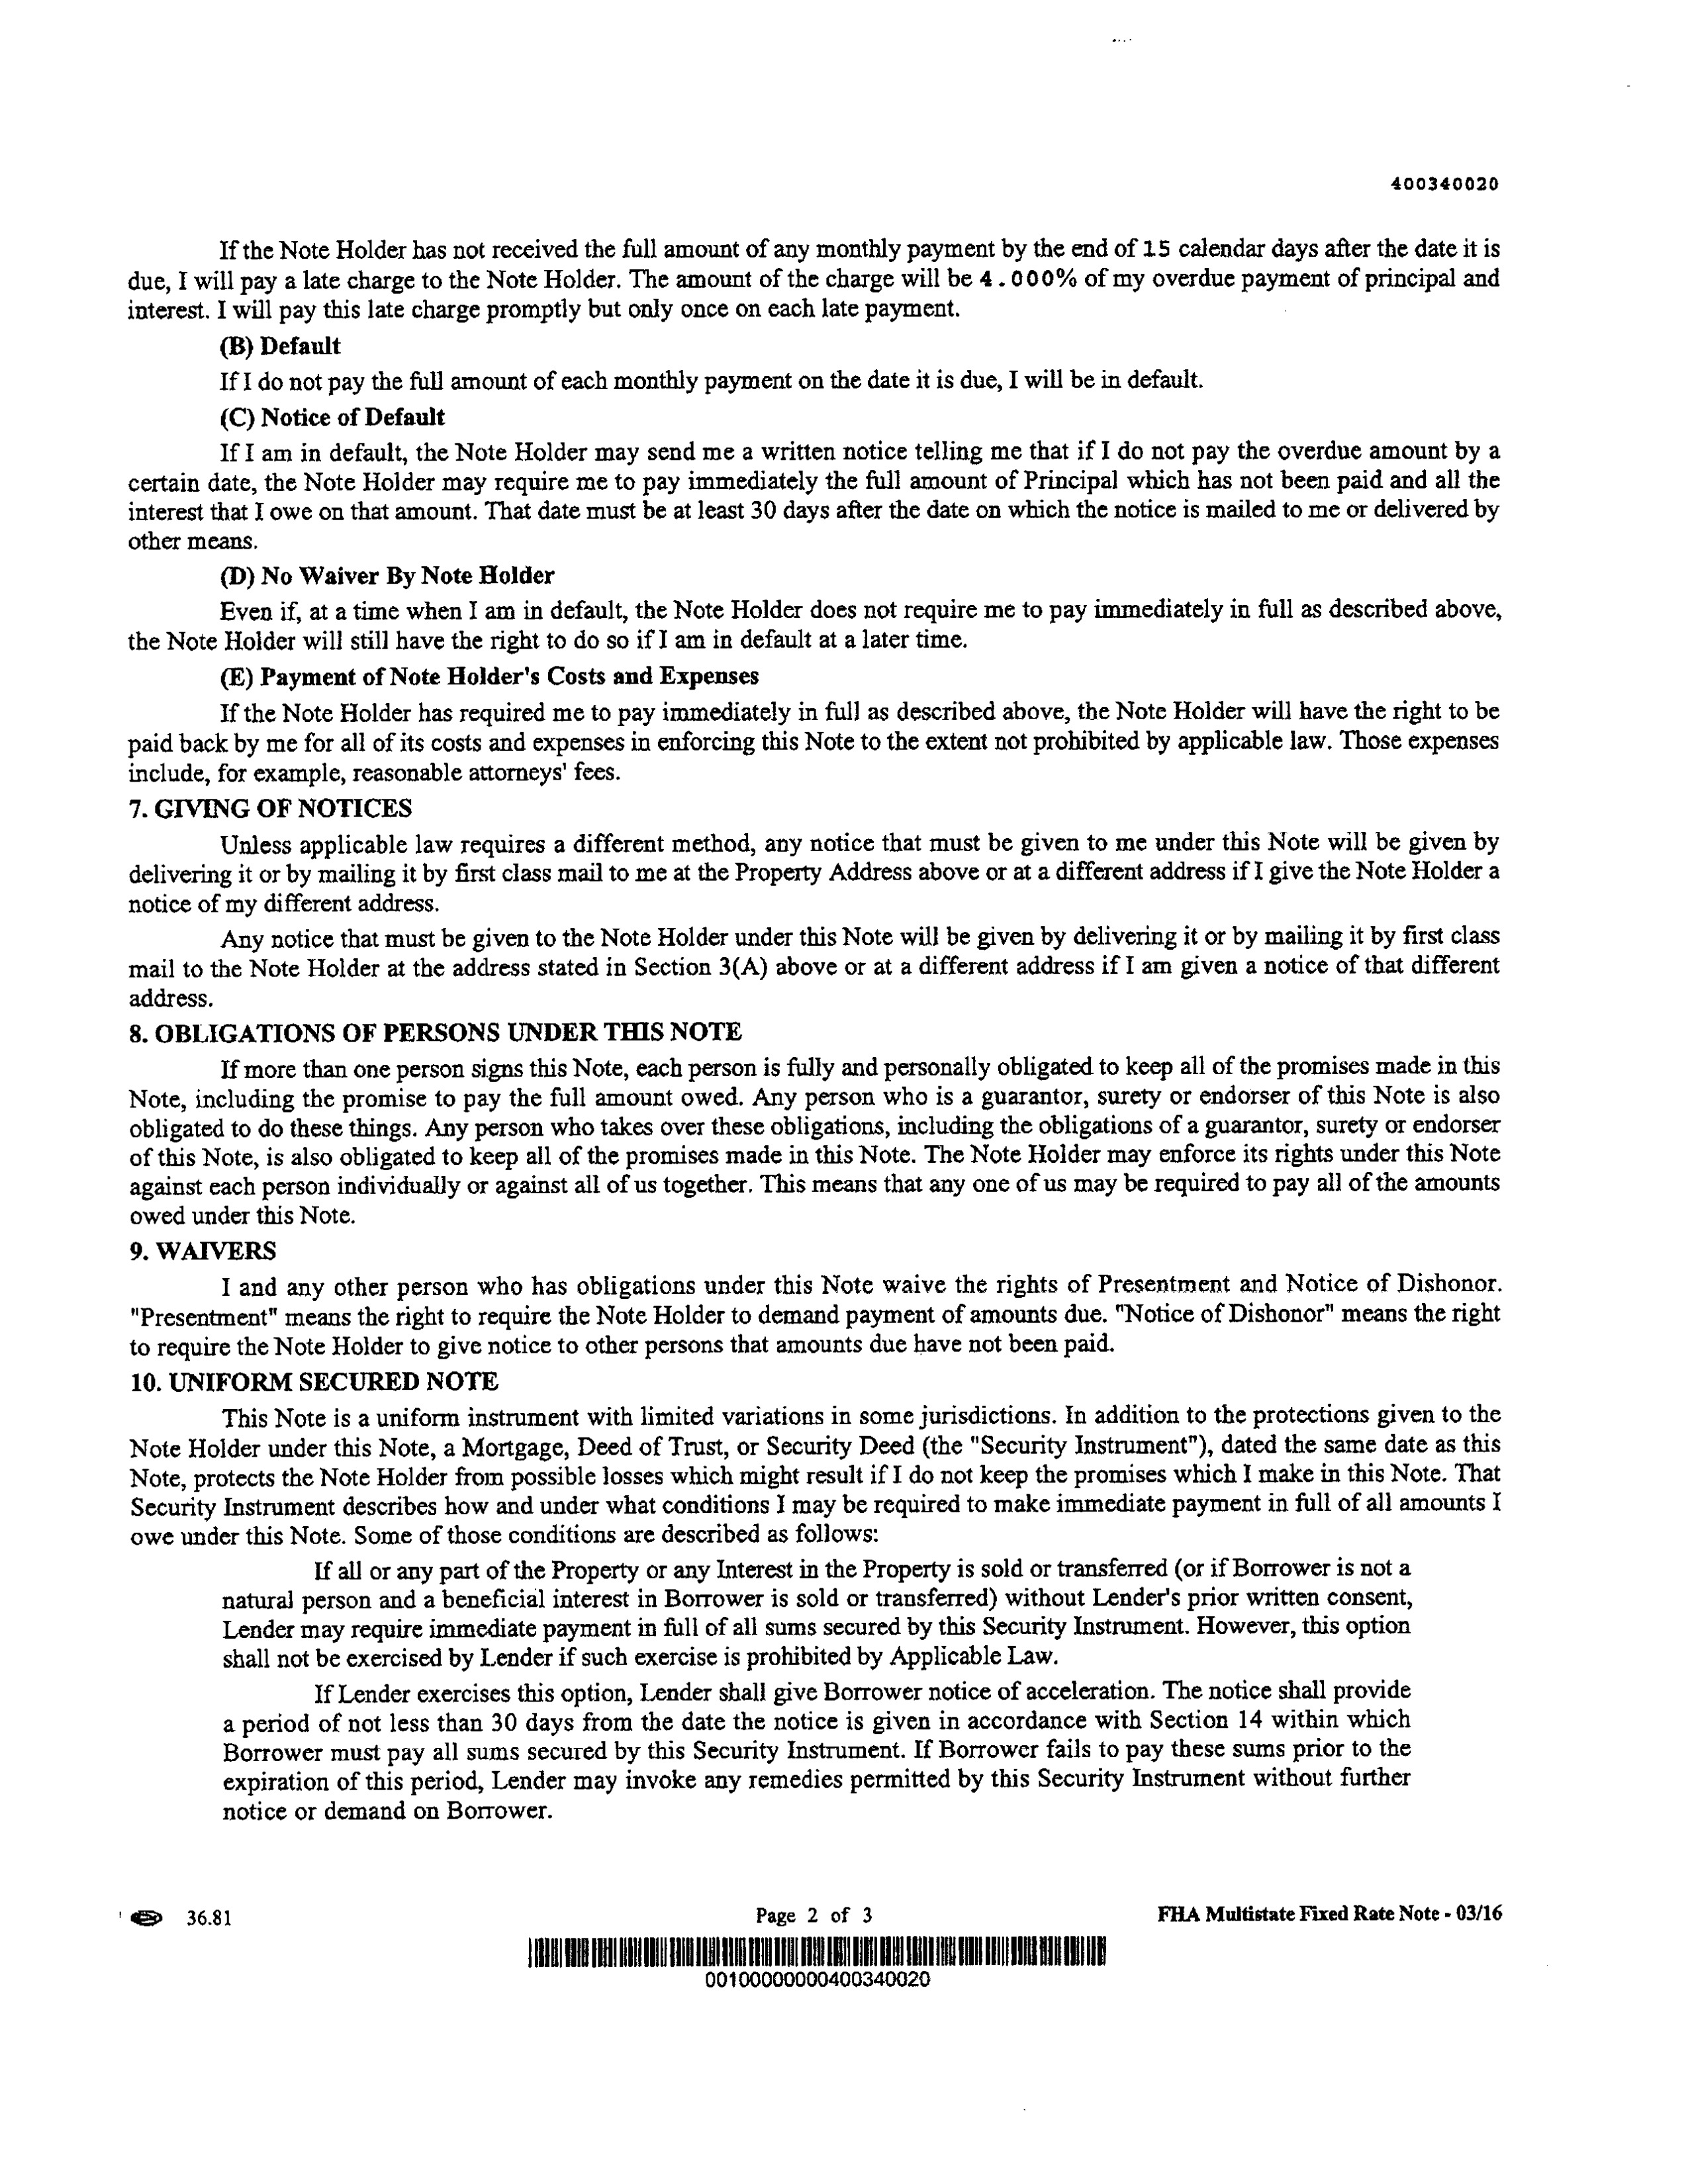 400340020
If the Note Holder has not received the full amount of any monthly payment by the end of 15 calendar days after the date it is
due, I will pay a late charge to the Note Holder. The amount of the charge will be 4.000% of my overdue payment of principal and
interest. I will pay this late charge promptly but only once on each late payment.
(B) Default
If I do not pay the full amount of each monthly payment on the date it is due, I will be in default.
(C) Notice of Default
If I am in default, the Note Holder may send me a written notice telling me that if I do not pay the overdue amount by a
certain date, the Note Holder may require me to pay immediately the full amount of Principal which has not been paid and all the
interest that I owe on that amount. That date must be at least 30 days after the date on which the notice is mailed to me or delivered by
other means.
(D) No Waiver By Note Holder
Even if, at a time when I am in default, the Note Holder does not require me to pay immediately in full as described above,
the Note Holder will still have the right to do so if I am in default at a later time.
(E) Payment of Note Holder's Costs and Expenses
If the Note Holder has required me to pay immediately in full as described above, the Note Holder will have the right to be
paid back by me for all of its costs and expenses in enforcing this Note to the extent not prohibited by applicable law. Those expenses
include, for example, reasonable attorneys' fees.
7. GIVING OF NOTICES
Unless applicable law requires a different method, any notice that must be given to me under this Note will be given by
delivering it or by mailing it by first class mail to me at the Property Address above or at a different address if I give the Note Holder a
notice of my different address.
Any notice that must be given to the Note Holder under this Note will be given by delivering it or by mailing it by first class
mail to the Note Holder at the address stated in Section 3(A) above or at a different address if I am given a notice of that different
address.
8. OBLIGATIONS OF PERSONS UNDER THIS NOTE
If more than one person signs this Note, each person is fully and personally obligated to keep all of the promises made in this
Note, including the promise to pay the full amount owed. Any person who is a guarantor, surety or endorser of this Note is also
obligated to do these things. Any person who takes over these obligations, including the obligations of a guarantor, surety or endorser
of this Note, is also obligated to keep all of the promises made in this Note. The Note Holder may enforce its rights under this Note
against each person individually or against all of us together. This means that any one of us may be required to pay all of the amounts
owed under this Note.
9. WAIVERS
I and any other person who has obligations under this Note waive the rights of Presentment and Notice of Dishonor.
"Presentment" means the right to require the Note Holder to demand payment of amounts due. "Notice of Dishonor" means the right
to require the Note Holder to give notice to other persons that amounts due have not been paid.
10. UNIFORM SECURED NOTE
This Note is a uniform instrument with limited variations in some jurisdictions. In addition to the protections given to the
Note Holder under this Note, a Mortgage, Deed of Trust, or Security Deed (the "Security Instrument"), dated the same date as this
Note, protects the Note Holder from possible losses which might result if I do not keep the promises which I make in this Note. That
Security Instrument describes how and under what conditions I may be required to make immediate payment in full of all amounts I
owe under this Note. Some of those conditions are described as follows:
If all or any part of the Property or any Interest in the Property is sold or transferred (or if Borrower is not a
natural person and a beneficial interest in Borrower is sold or transferred) without Lender's prior written consent,
Lender may require immediate payment in full of all sums secured by this Security Instrument. However, this option
shall not be exercised by Lender if such exercise is prohibited by Applicable Law.
If Lender exercises this option, Lender shall give Borrower notice of acceleration. The notice shall provide
a period of not less than 30 days from the date the notice is given in accordance with Section 14 within which
Borrower must pay all sums secured by this Security Instrument. If Borrower fails to pay these sums prior to the
expiration of this period, Lender may invoke any remedies permitted by this Security Instrument without further
notice or demand on Borrower.
36.81 Page 2 of 3 FHA Multistate Fixed Rate Note - 03/16
00100000000400340020